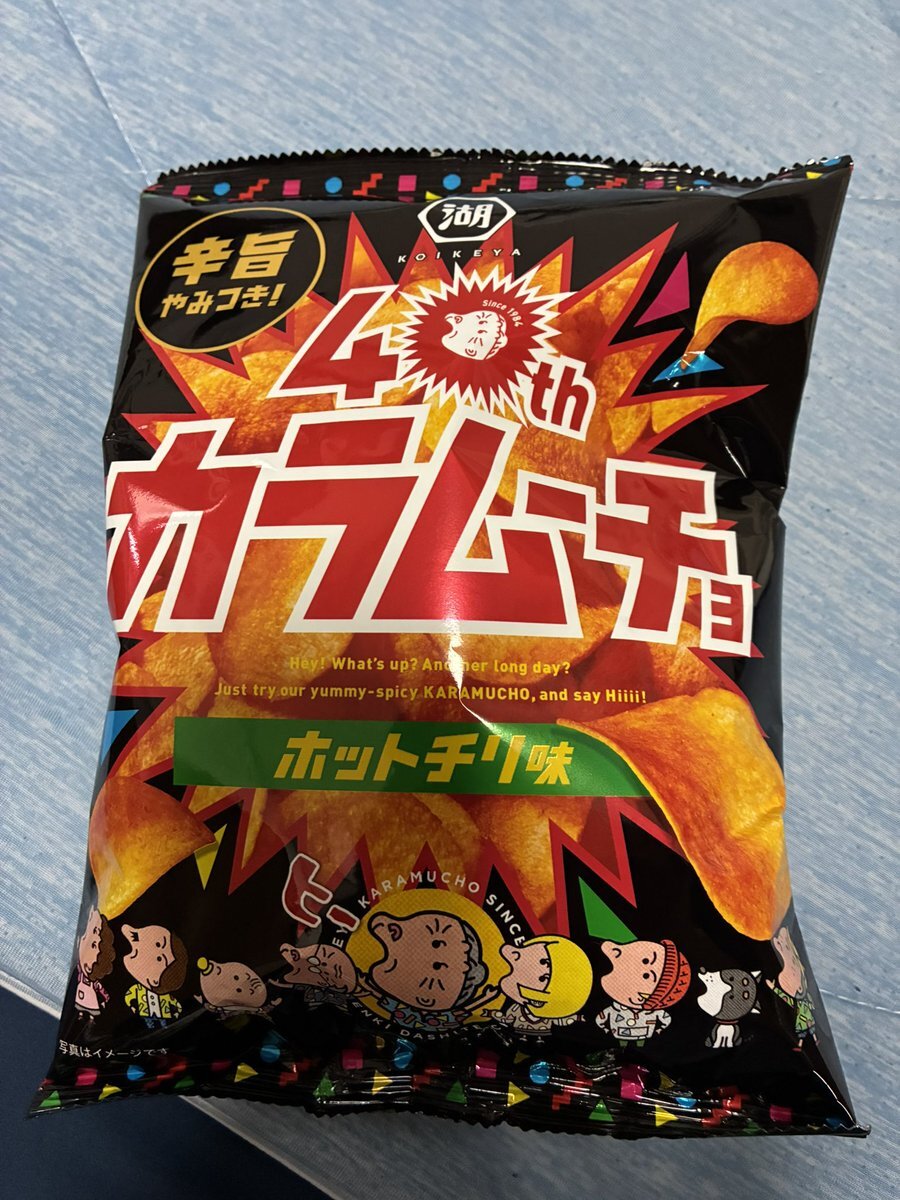 湖
KOIKEYA
辛旨
やみつき!
40th
Since 1984
カラムーチョ
Hey! What's up? Another long day?
Just try our yummy-spicy KARAMUCHO, and say Hiiii!
ホットチリ味
ヒー
KARAMUCHO SINCE
写真はイメージです